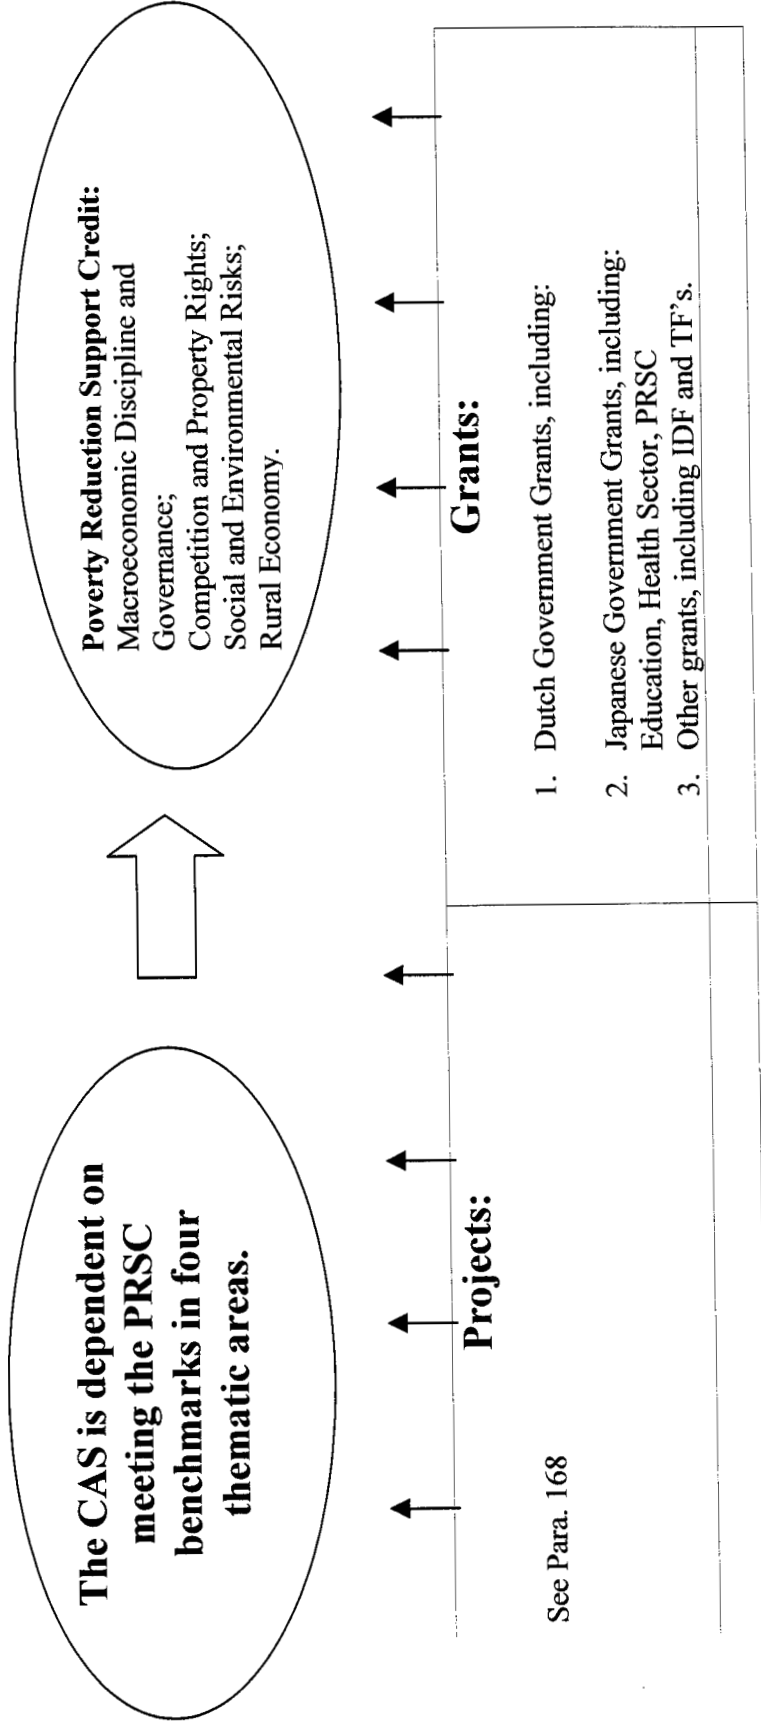 The CAS is dependent on
meeting the PRSC
benchmarks in four
thematic areas.
Poverty Reduction Support Credit:
Macroeconomic Discipline and
Governance;
Competition and Property Rights;
Social and Environmental Risks;
Rural Economy.
Projects:
See Para. 168
Grants:
1. Dutch Government Grants, including:
2. Japanese Government Grants, including:
Education, Health Sector, PRSC
3. Other grants, including IDF and TF's.